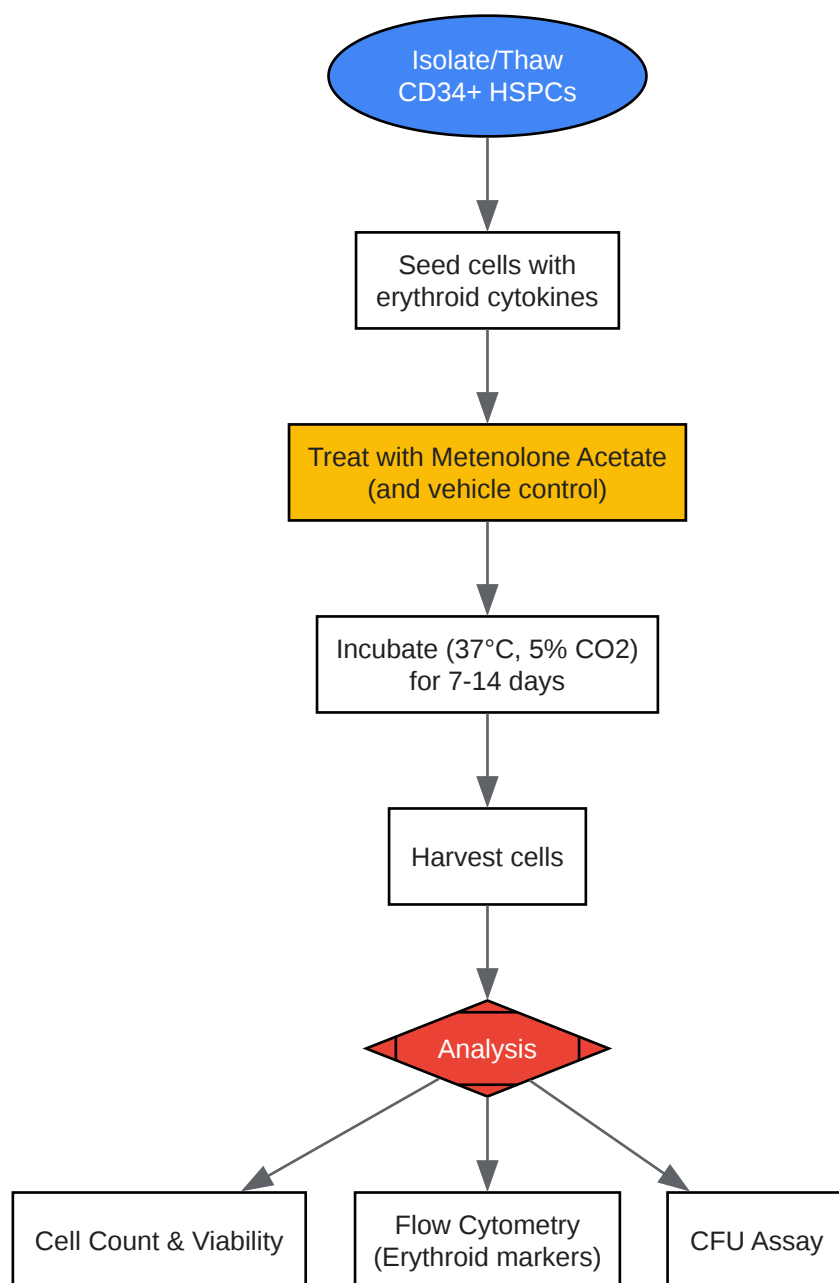 Isolate/Thaw
CD34+ HSPCs
Seed cells with
erythroid cytokines
Treat with Metenolone Acetate
(and vehicle control)
Incubate (37°C, 5% CO2)
for 7-14 days
Harvest cells
Analysis
Cell Count & Viability
Flow Cytometry
(Erythroid markers)
CFU Assay